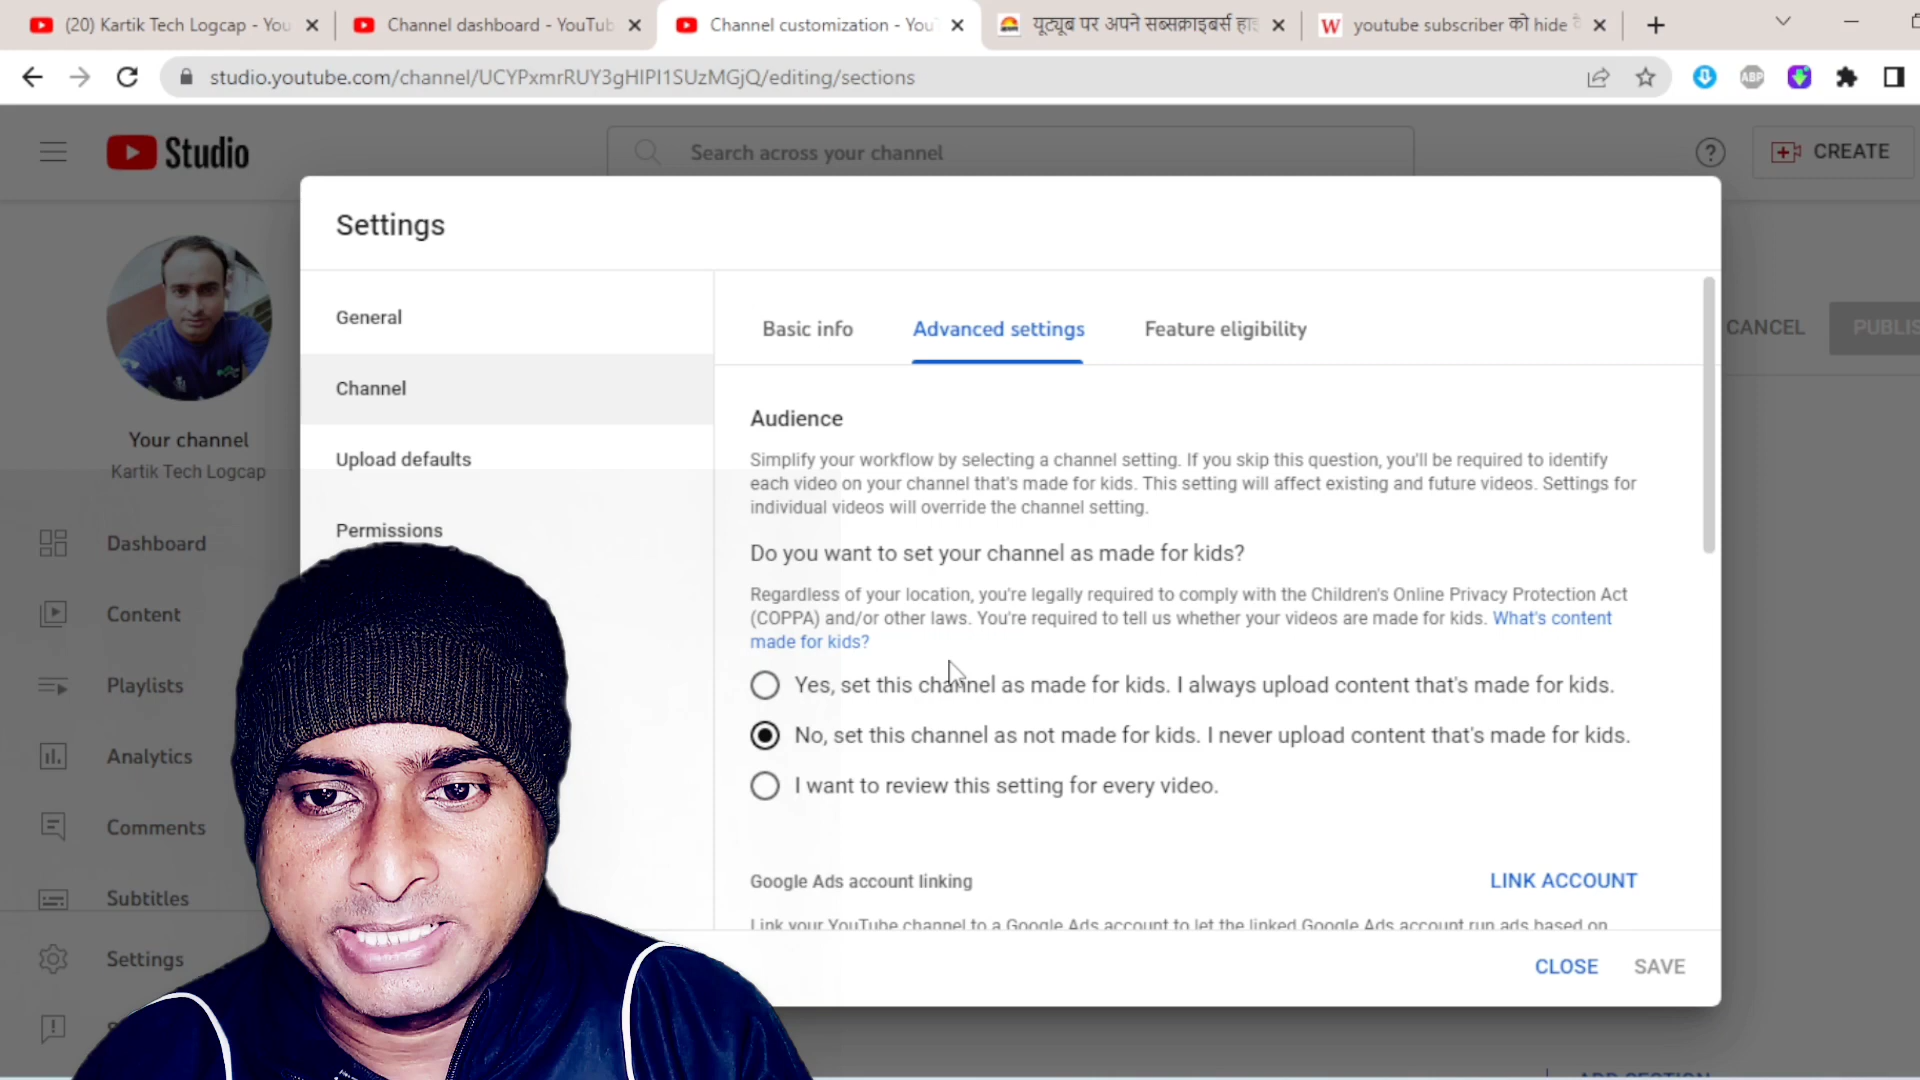 (20) Kartik Tech Logcap - You
Channel dashboard - YouTub
Channel customization - You
यूट्यूब पर अपने सब्सक्राइबर्स हा
youtube subscriber को hide
studio.youtube.com/channel/UCYPxmrRUY3gHIPI1SUzMGjQ/editing/sections
ABP
Studio
Search across your channel
CREATE
Settings
General
Channel
Upload defaults
Permissions
Basic info
Advanced settings
Feature eligibility
CANCEL
PUBLIS
Your channel
Kartik Tech Logcap
Dashboard
Content
Playlists
Analytics
Comments
Subtitles
Settings
Audience
Simplify your workflow by selecting a channel setting. If you skip this question, you'll be required to identify
each video on your channel that's made for kids. This setting will affect existing and future videos. Settings for
individual videos will override the channel setting.
Do you want to set your channel as made for kids?
Regardless of your location, you're legally required to comply with the Children's Online Privacy Protection Act
(COPPA) and/or other laws. You're required to tell us whether your videos are made for kids. What's content
made for kids?
Yes, set this channel as made for kids. I always upload content that's made for kids.
No, set this channel as not made for kids. I never upload content that's made for kids.
I want to review this setting for every video.
Google Ads account linking
LINK ACCOUNT
Link your YouTube channel to a Google Ads account to let the linked Google Ads account run ads based on
CLOSE
SAVE
ADD SECTION